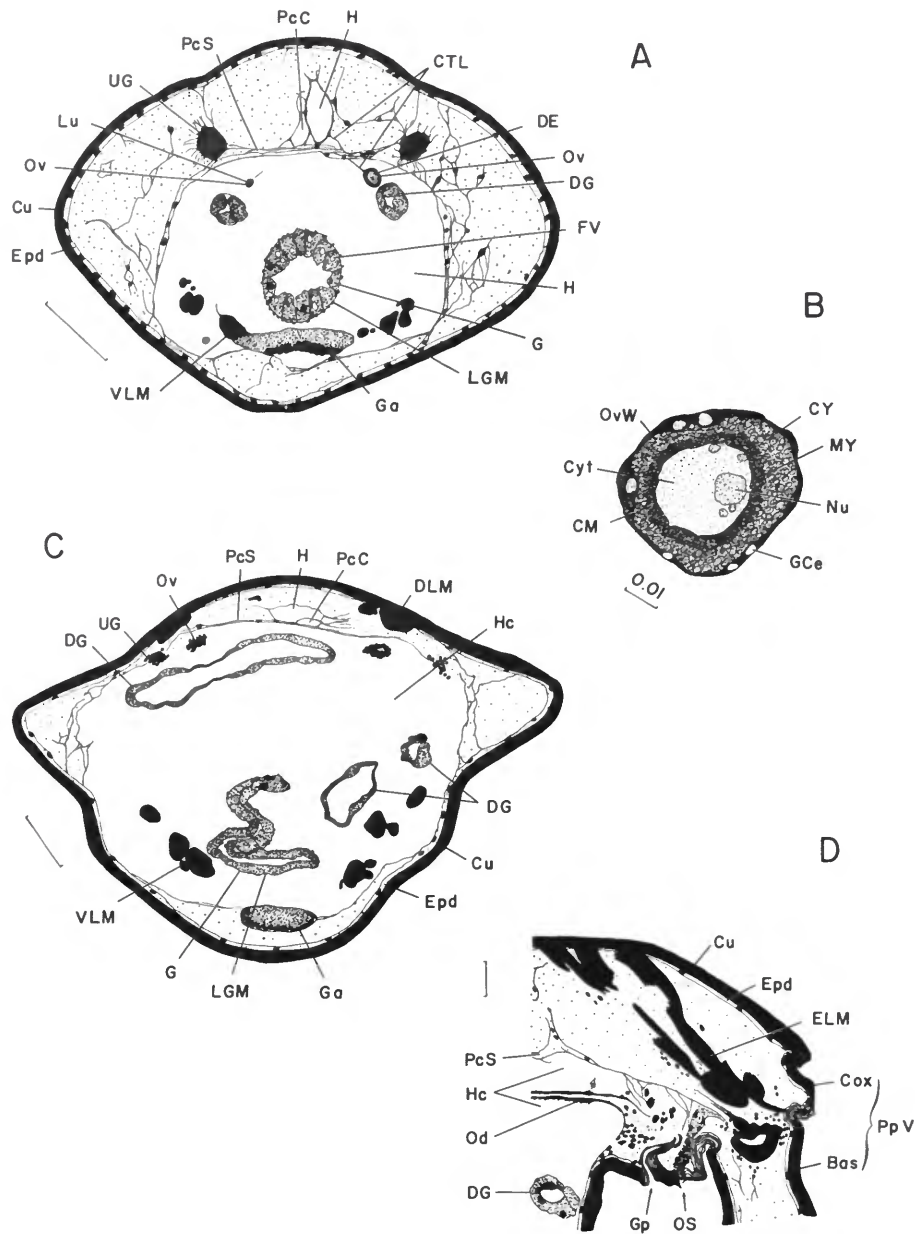 A
PcC
H
PcS
CTL
UG
DE
Lu
Ov
Ov
DG
Cu
FV
Epd
H
G
VLM
LGM
Ga
B
OvW
CY
MY
Cyt
Nu
CM
GCe
0.01
C
PcS
H
PcC
Ov
DLM
UG
Hc
DG
DG
Cu
VLM
Epd
G
LGM
Ga
D
Cu
Epd
ELM
PcS
Cox
Hc
PpV
Od
Bas
DG
Gp
OS